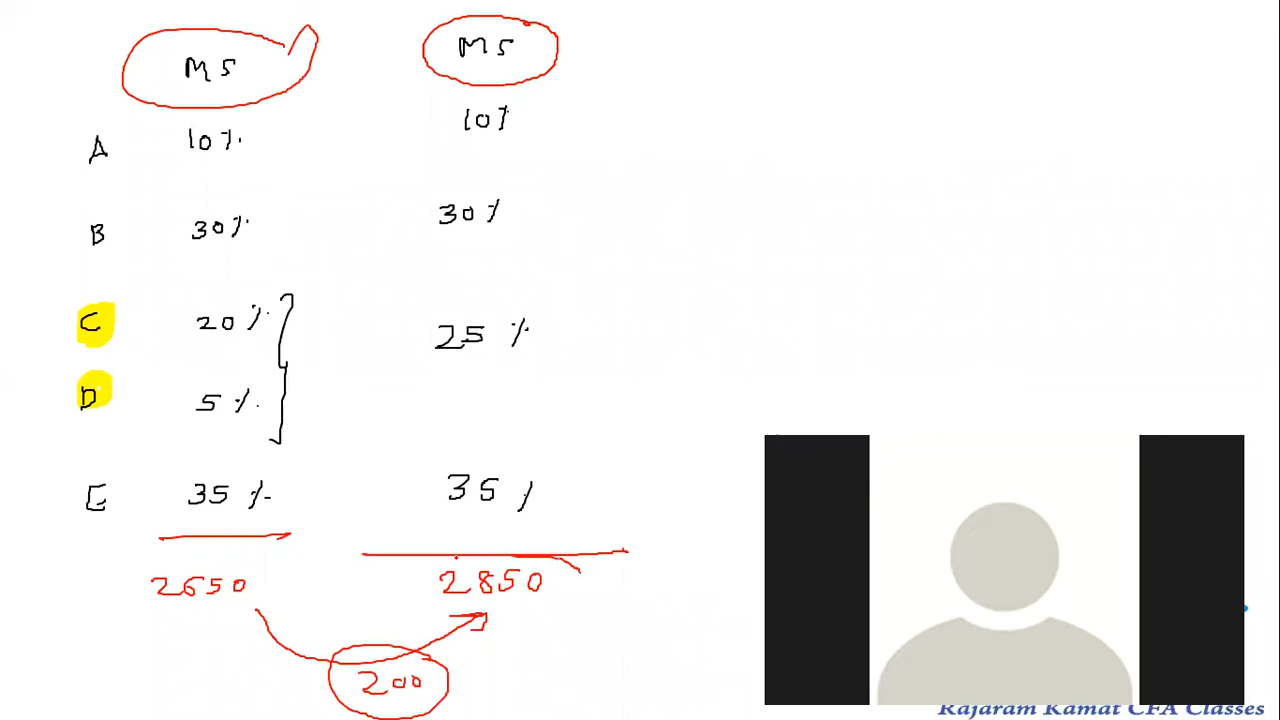 MS MS
A 10% 10%
B 30% 30%
C 20% 25%
D 5%
E 35% 35%
2650 2850
200
Rajaram Kamat CFA Classes